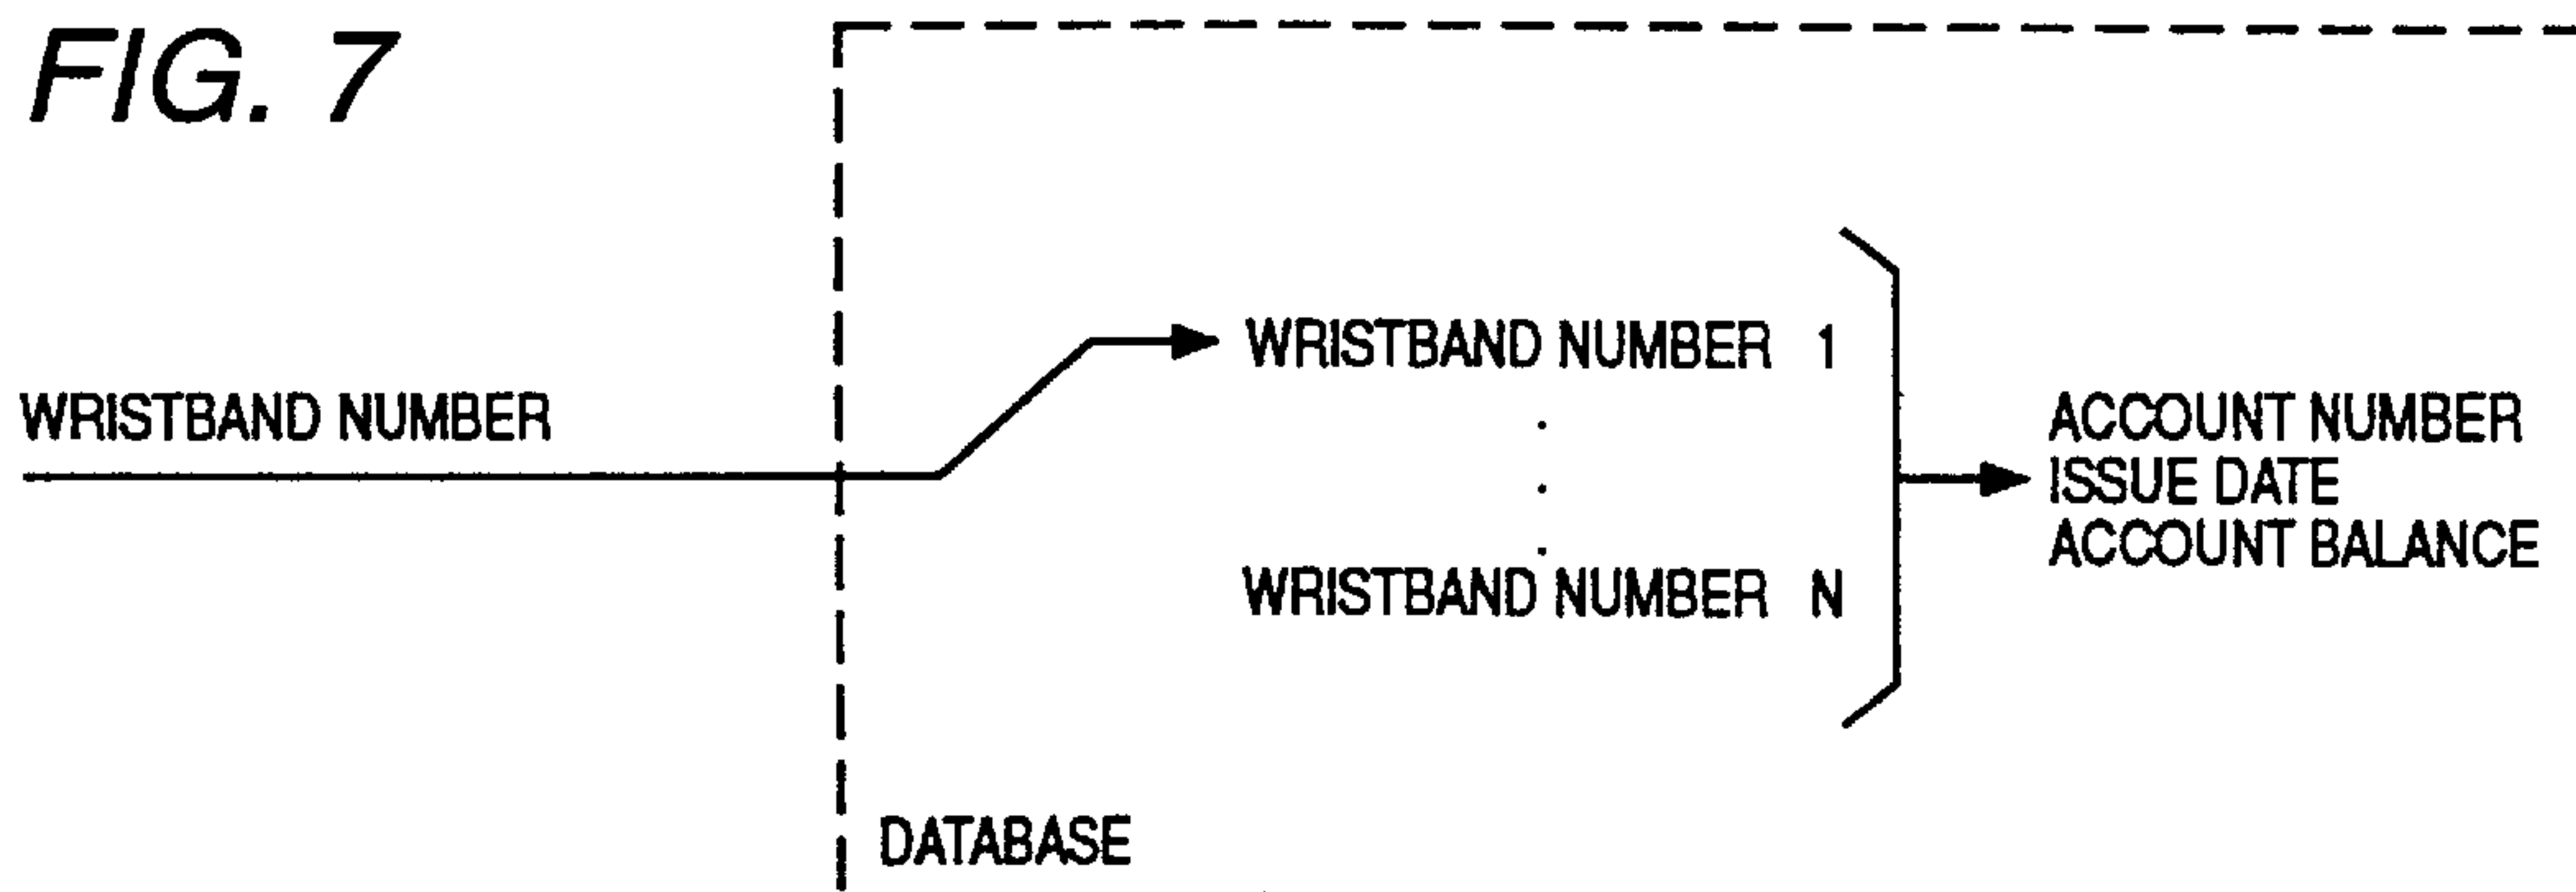 FIG. 7
WRISTBAND NUMBER
WRISTBAND NUMBER 1
.
.
.
WRISTBAND NUMBER N
ACCOUNT NUMBER
ISSUE DATE
ACCOUNT BALANCE
DATABASE